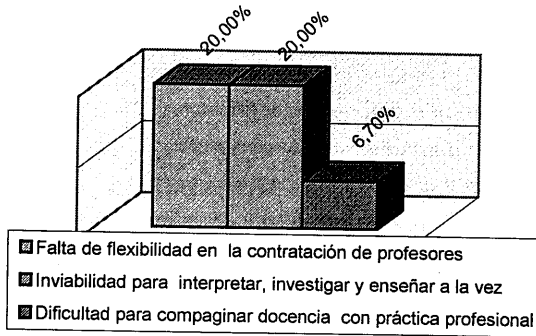 20,00%
20,00%
6,70%
Falta de flexibilidad en la contratación de profesores
Inviabilidad para interpretar, investigar y enseñar a la vez
Dificultad para compaginar docencia con práctica profesional